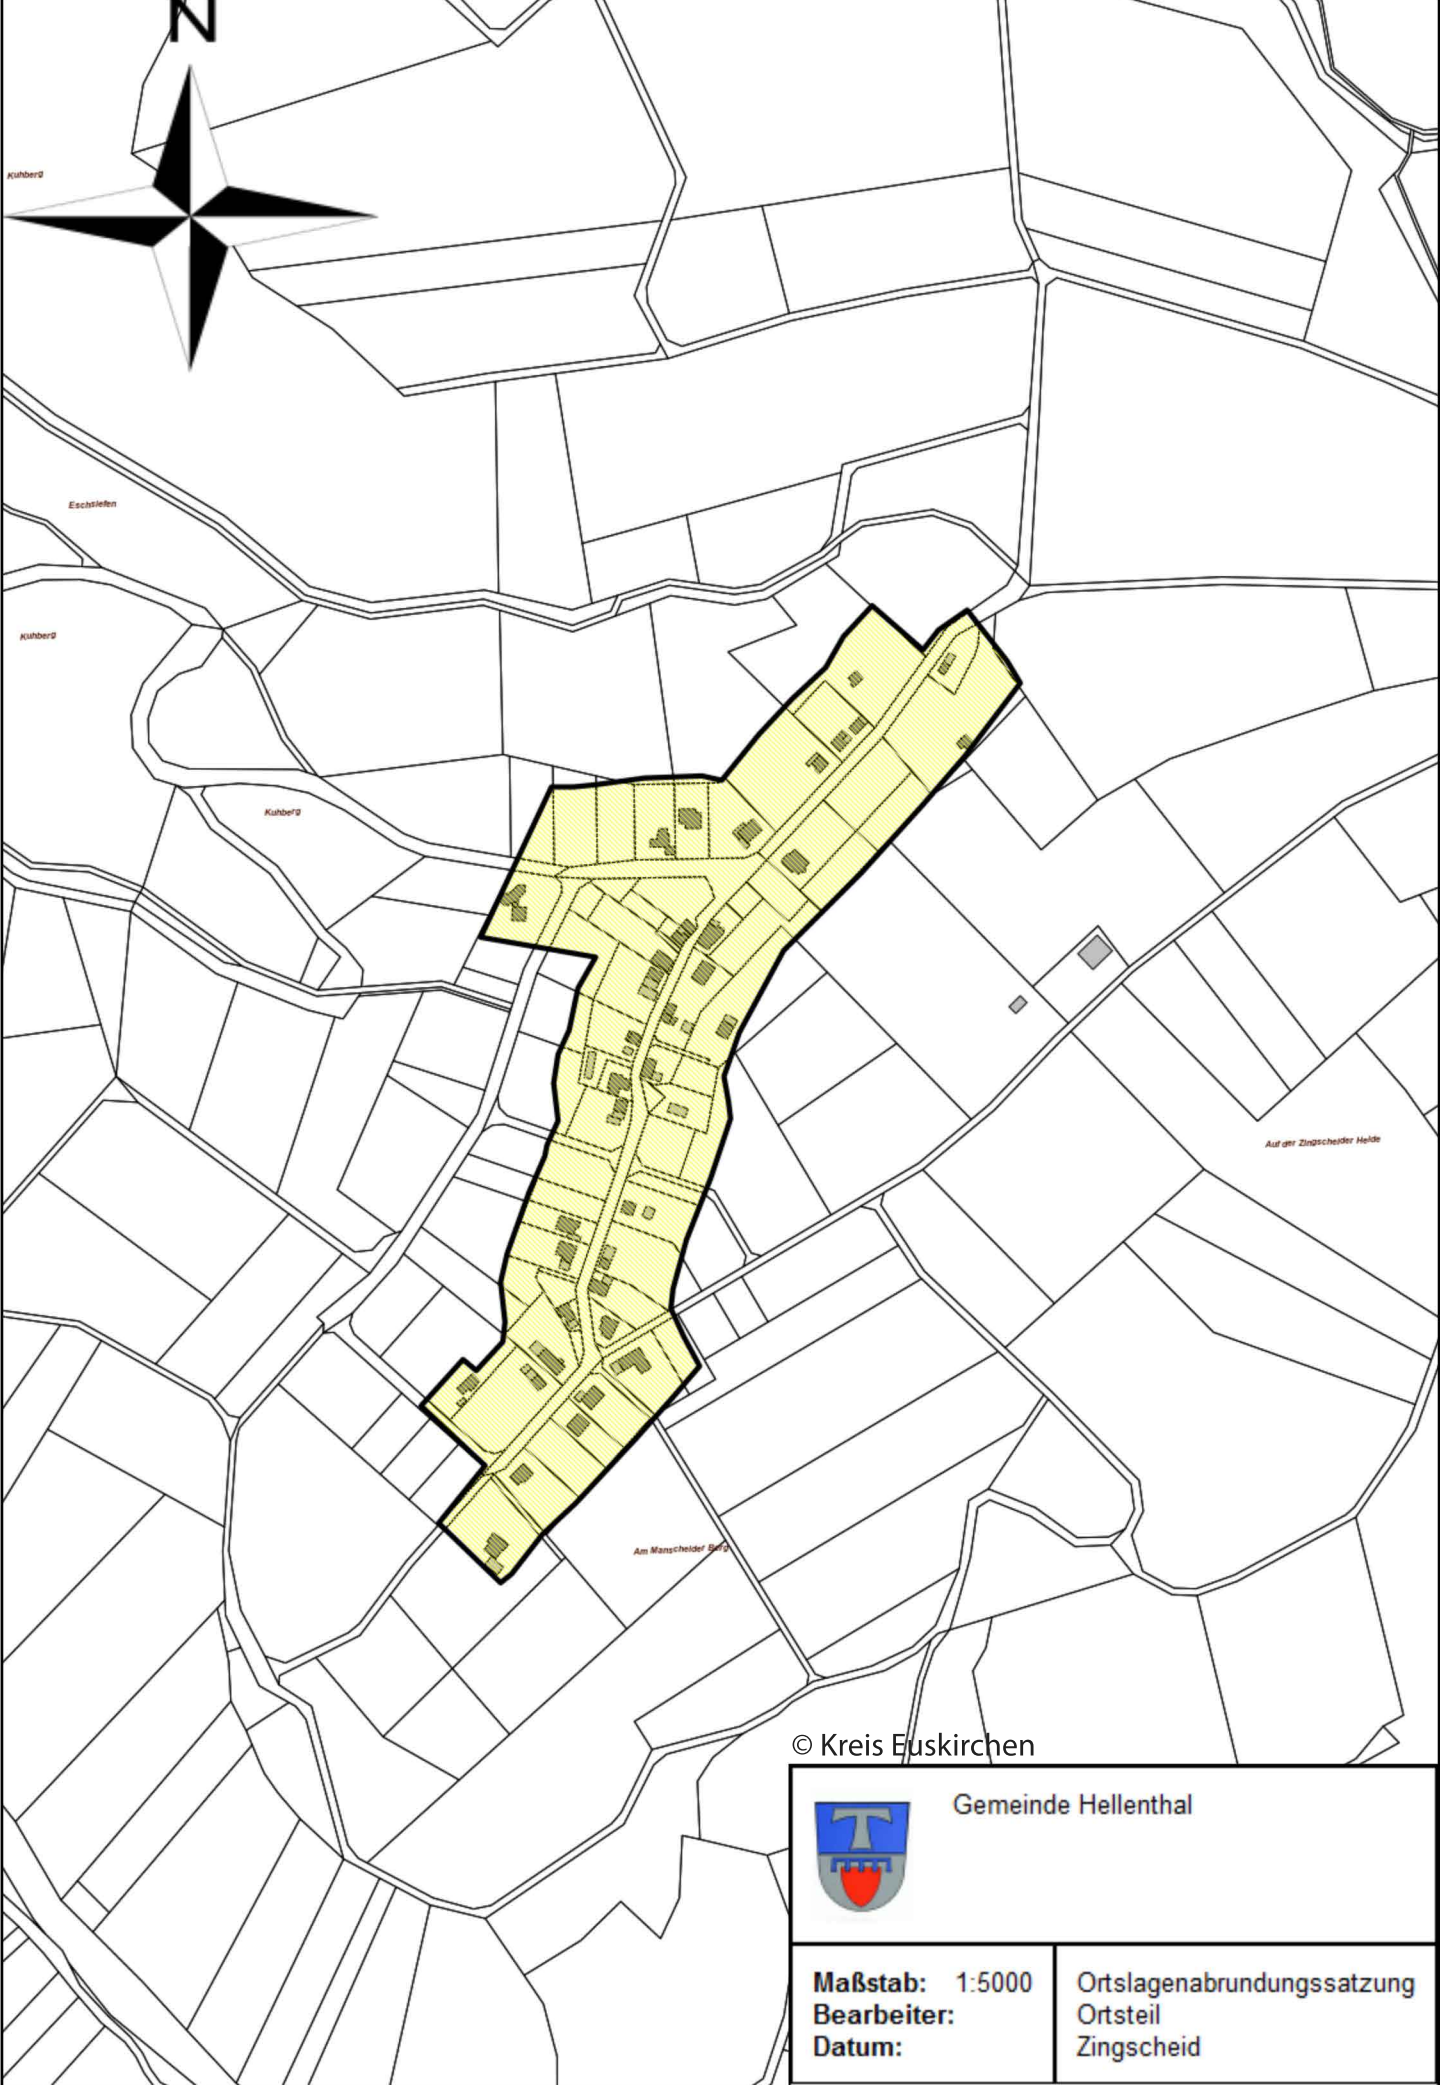 N
Kuhberg
Eschsiefen
Kuhberg
Kuhberg
Auf der Zingscheider Heide
Am Manscheider Berg
© Kreis Euskirchen
Gemeinde Hellenthal
Maßstab: 1:5000
Bearbeiter:
Datum:
Ortslagenabrundungssatzung
Ortsteil
Zingscheid